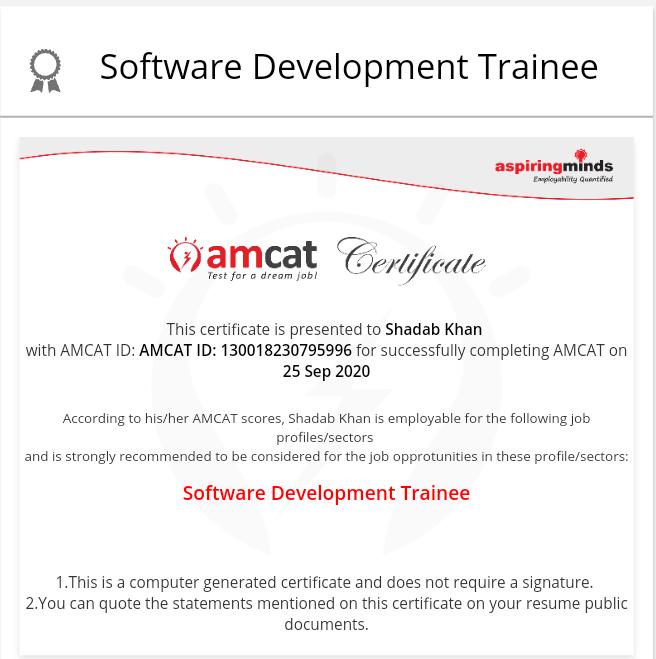 Software Development Trainee
aspiringminds
Employability Quantified
amcat Certificate
Test for a dream job!
This certificate is presented to Shadab Khan
with AMCAT ID: AMCAT ID: 130018230795996 for successfully completing AMCAT on
25 Sep 2020
According to his/her AMCAT scores, Shadab Khan is employable for the following job
profiles/sectors
and is strongly recommended to be considered for the job opprotunities in these profile/sectors:
Software Development Trainee
1.This is a computer generated certificate and does not require a signature.
2.You can quote the statements mentioned on this certificate on your resume public
documents.